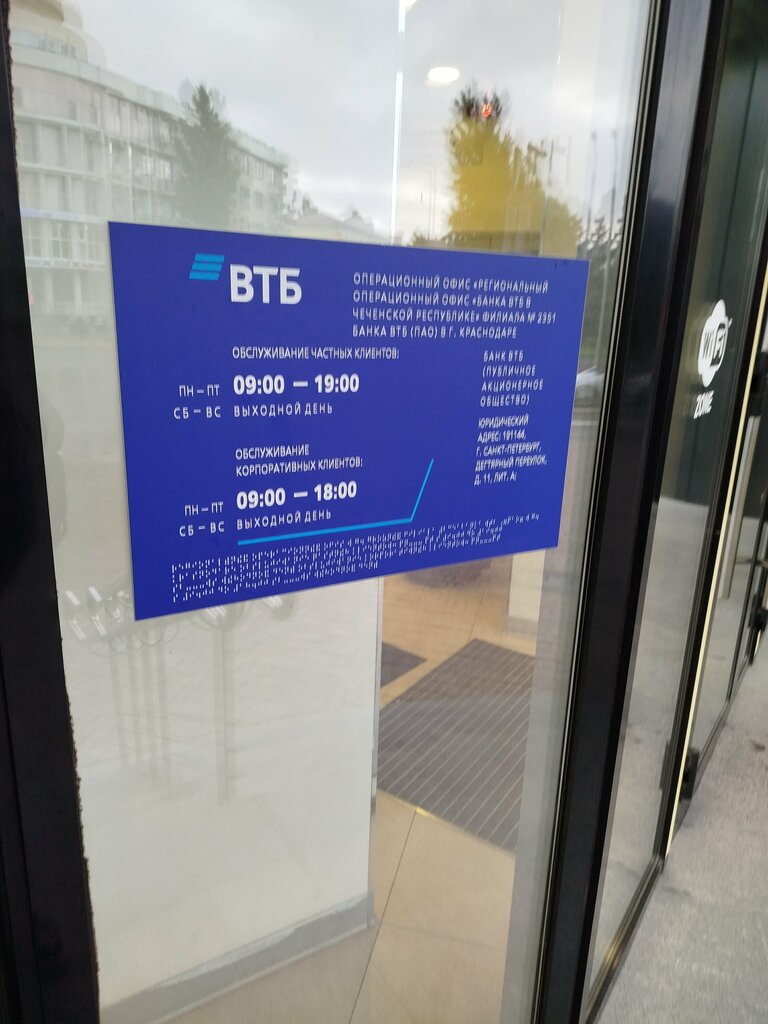 ВТБ
ОПЕРАЦИОННЫЙ ОФИС «РЕГИОНАЛЬНЫЙ
ОПЕРАЦИОННЫЙ ОФИС «БАНКА ВТБ В
ЧЕЧЕНСКОЙ РЕСПУБЛИКЕ» ФИЛИАЛА № 2351
БАНКА ВТБ (ПАО) В Г. КРАСНОДАРЕ
ОБСЛУЖИВАНИЕ ЧАСТНЫХ КЛИЕНТОВ:
ПН – ПТ 09:00 — 19:00
СБ – ВС ВЫХОДНОЙ ДЕНЬ
ОБСЛУЖИВАНИЕ
КОРПОРАТИВНЫХ КЛИЕНТОВ:
ПН – ПТ 09:00 — 18:00
СБ – ВС ВЫХОДНОЙ ДЕНЬ
БАНК ВТБ
(ПУБЛИЧНОЕ
АКЦИОНЕРНОЕ
ОБЩЕСТВО)
ЮРИДИЧЕСКИЙ
АДРЕС: 191144,
Г. САНКТ-ПЕТЕРБУРГ,
ДЕГТЯРНЫЙ ПЕРЕУЛОК,
Д. 11, ЛИТ. А)
Wi Fi
ZONE